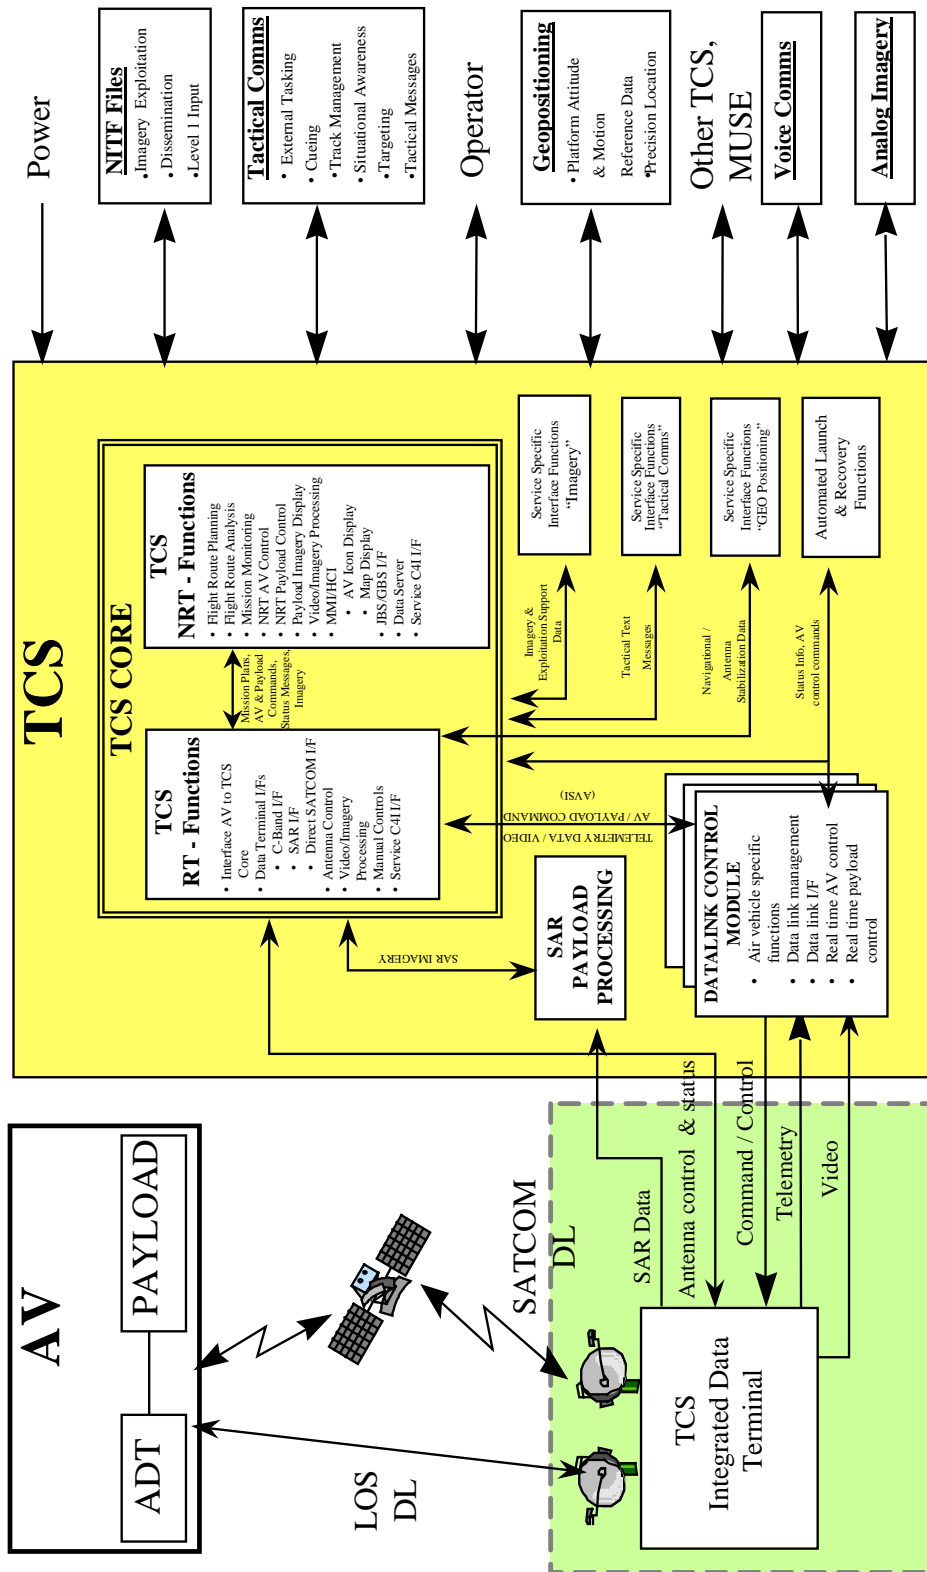 AV
ADT
PAYLOAD
LOS
DL
SATCOM
DL
TCS
Integrated Data
Terminal
SAR Data
Antenna control & status
Command / Control
Telemetry
Video
TCS
TCS CORE
TCS
RT - Functions
• Interface AV to TCS
Core
• Data Terminal I/Fs
• C-Band I/F
• SAR I/F
• Direct SATCOM I/F
• Antenna Control
• Video/Imagery
Processing
• Manual Controls
• Service C4I I/F
Mission Plans,
AV & Payload
Commands,
Status Messages,
Imagery
TCS
NRT - Functions
• Flight Route Planning
• Flight Route Analysis
• Mission Monitoring
• NRT AV Control
• NRT Payload Control
• Payload Imagery Display
• Video/Imagery Processing
• MMI/HCI
• AV Icon Display
• Map Display
• JBS/GBS I/F
• Data Server
• Service C4I I/F
SAR IMAGERY
SAR
PAYLOAD
PROCESSING
TELEMETRY DATA / VIDEO
AV / PAYLOAD COMMAND
(AVSI)
DATALINK CONTROL
MODULE
• Air vehicle specific
functions
• Data link management
• Data link I/F
• Real time AV control
• Real time payload
control
Imagery &
Exploitation Support
Data
Tactical Text
Messages
Navigational /
Antenna
Stabilization Data
Status Info, AV
control commands
Service Specific
Interface Functions
“Imagery”
Service Specific
Interface Functions
“Tactical Comms”
Service Specific
Interface Functions
“GEO Positioning”
Automated Launch
& Recovery
Functions
Power
NITF Files
• Imagery Exploitation
• Dissemination
• Level 1 Input
Tactical Comms
• External Tasking
• Cueing
• Track Management
• Situational Awareness
• Targeting
• Tactical Messages
Operator
Geopositioning
• Platform Attitude
& Motion
Reference Data
• Precision Location
Other TCS,
MUSE
Voice Comms
Analog Imagery